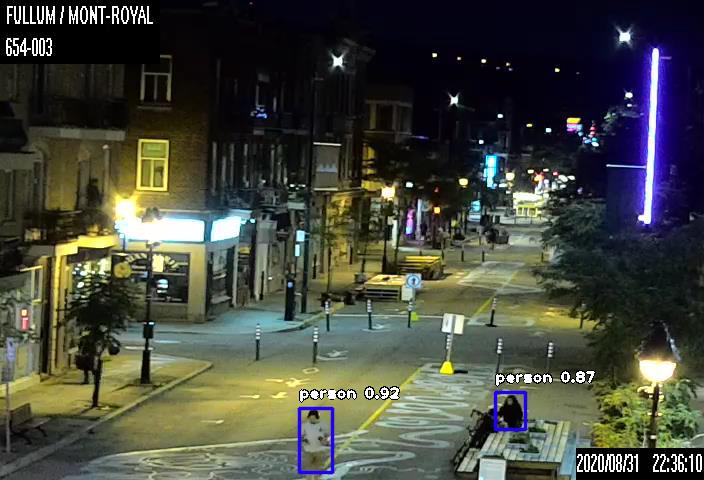 FULLUM / MONT-ROYAL
654-003
person 0.92
person 0.87
2020/08/31 22:36:10